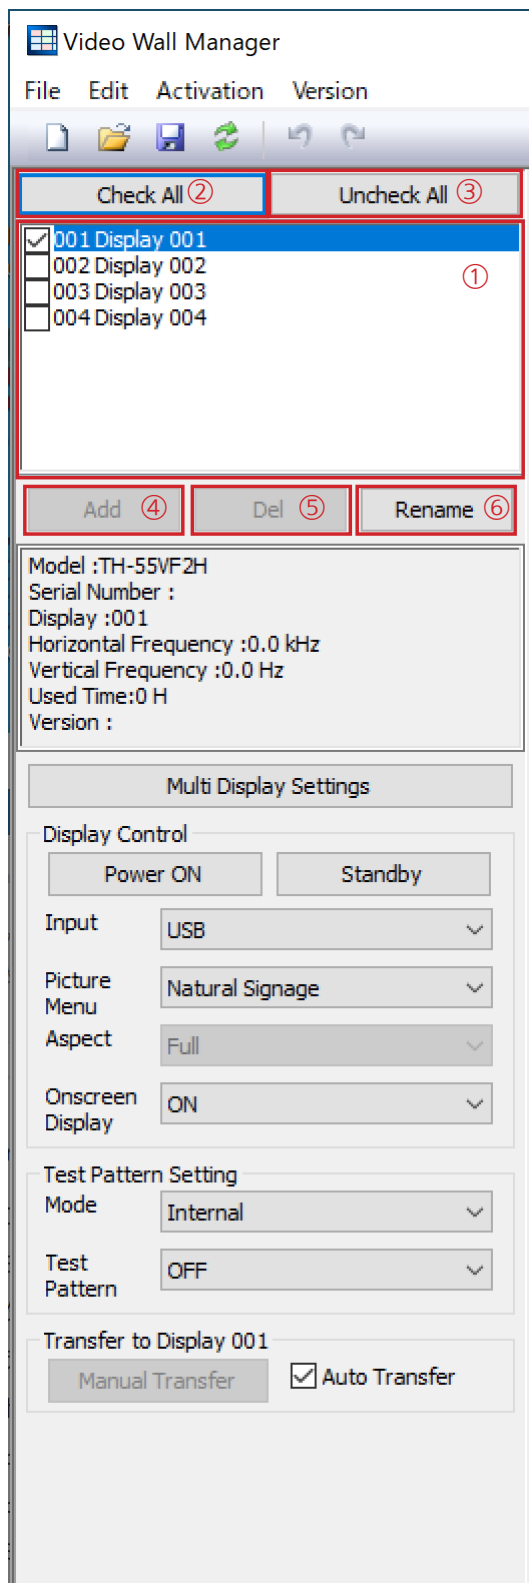 Video Wall Manager
File Edit Activation Version
Check All ② Uncheck All ③
001 Display 001
002 Display 002
003 Display 003
004 Display 004
①
Add ④ Del ⑤ Rename ⑥
Model :TH-55VF2H
Serial Number :
Display :001
Horizontal Frequency :0.0 kHz
Vertical Frequency :0.0 Hz
Used Time:0 H
Version :
Multi Display Settings
Display Control
Power ON Standby
Input USB
Picture Menu Natural Signage
Aspect Full
Onscreen Display ON
Test Pattern Setting
Mode Internal
Test Pattern OFF
Transfer to Display 001
Manual Transfer Auto Transfer